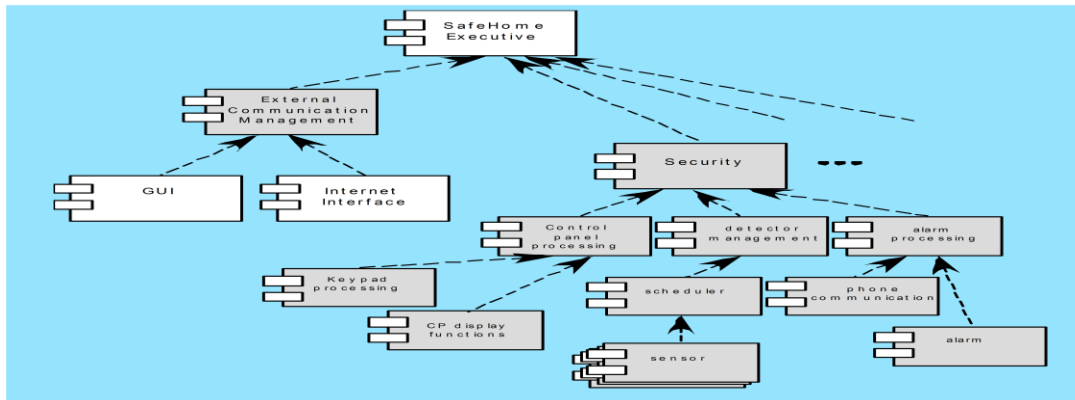 SafeHome
Executive
External
Communication
Management
Security
GUI
Internet
Interface
Control
panel
processing
detector
management
alarm
processing
Keypad
processing
scheduler
phone
communication
CP display
functions
alarm
sensor